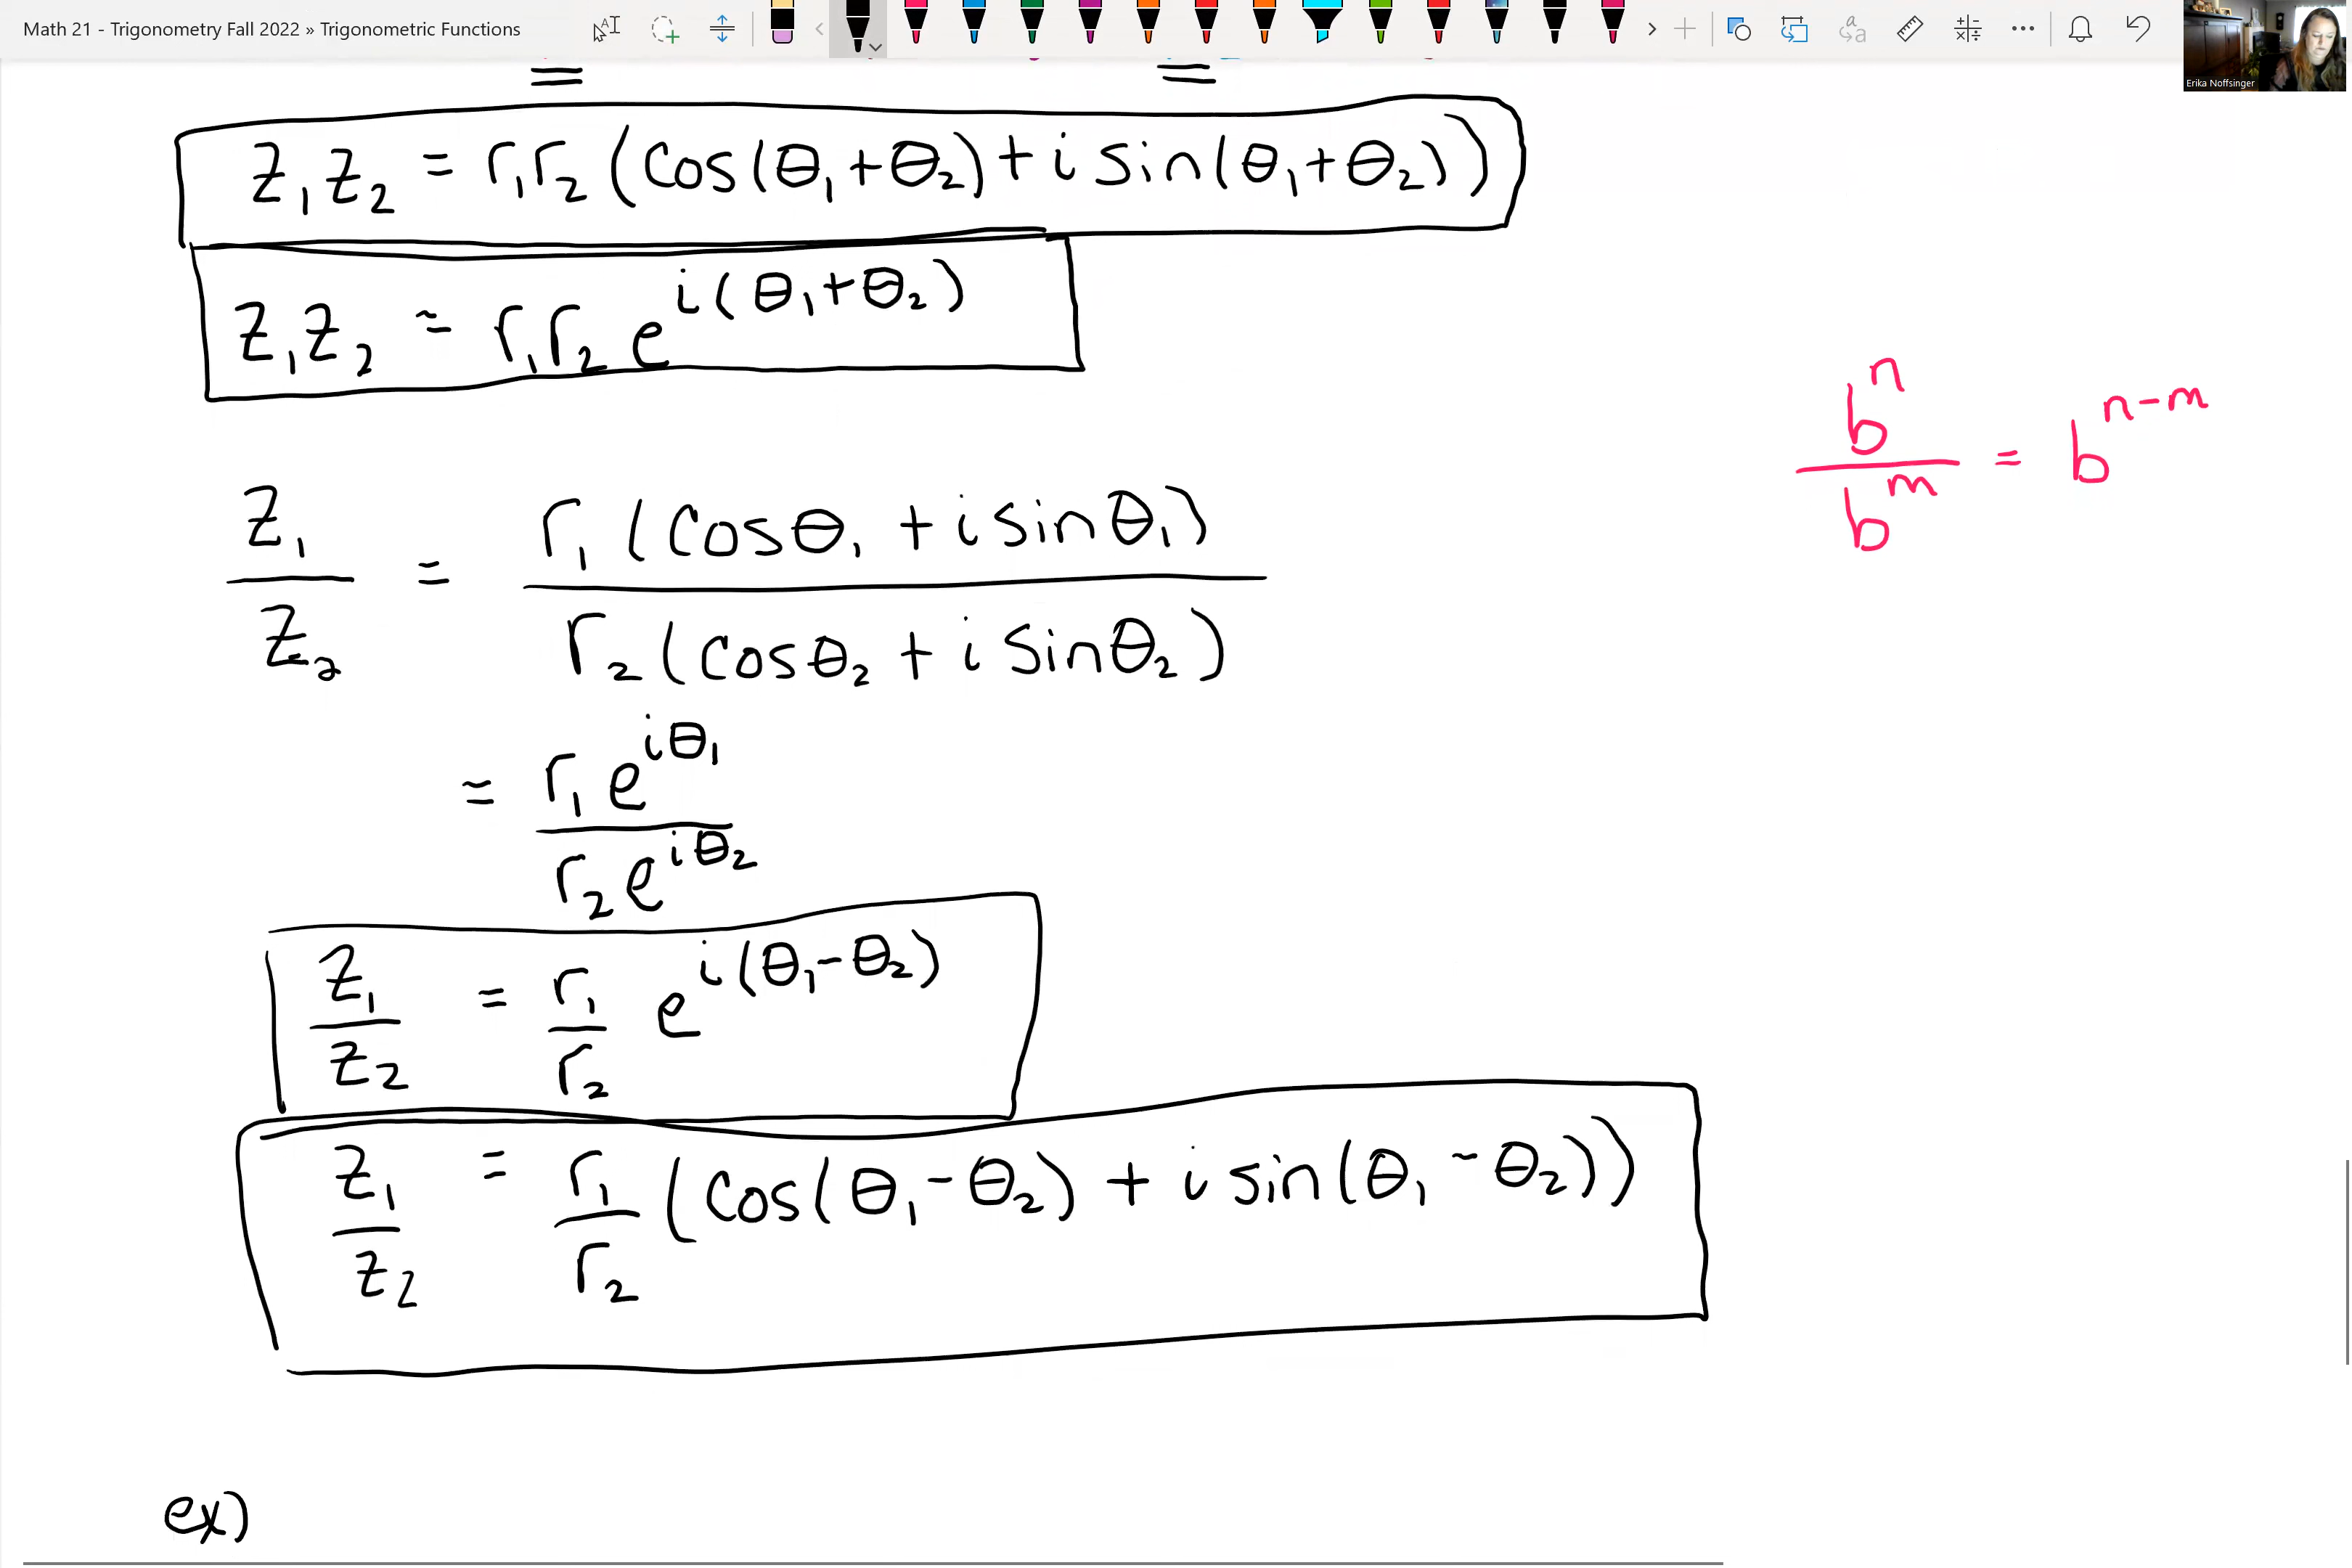 Math 21 - Trigonometry Fall 2022 » Trigonometric Functions
Erika Noffsinger
z₁z₂ = r₁r₂(cos(θ₁+θ₂)+i sin(θ₁+θ₂))
z₁z₂ = r₁r₂ e^i(θ₁+θ₂)
bⁿ/bᵐ = b^n-m
z₁/z₂ = r₁(cosθ₁ + i sinθ₁)/r₂(cosθ₂ + i sinθ₂)
= r₁e^iθ₁/r₂e^iθ₂
z₁/z₂ = r₁/r₂ e^i(θ₁-θ₂)
z₁/z₂ = r₁/r₂ (cos(θ₁-θ₂) + i sin(θ₁-θ₂))
ex)